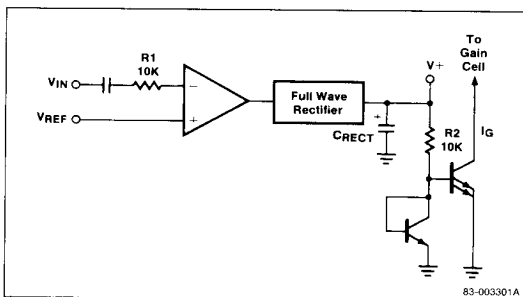 To
Gain
Cell
V+
R1
10K
VIN
Full Wave
Rectifier
+
−
+
R2
10K
IG
VREF
CRECT
83-003301A